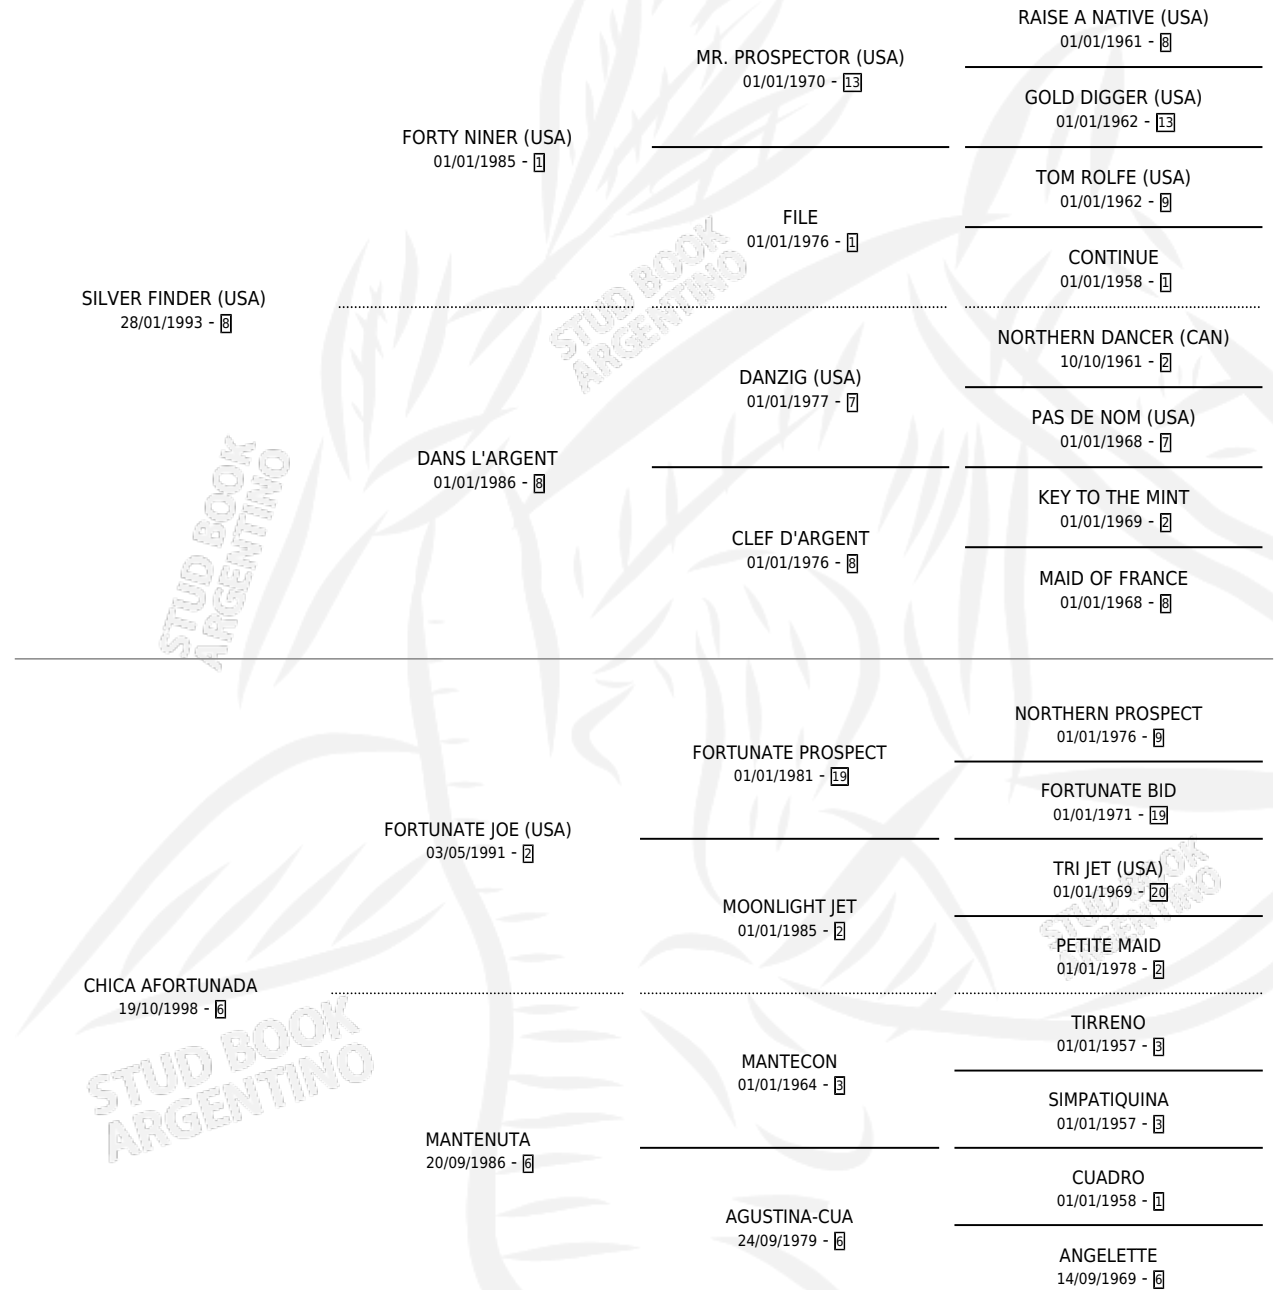 RAISE A NATIVE (USA)
01/01/1961 - 8
MR. PROSPECTOR (USA)
01/01/1970 - 13
GOLD DIGGER (USA)
01/01/1962 - 13
FORTY NINER (USA)
01/01/1985 - 1
TOM ROLFE (USA)
01/01/1962 - 9
FILE
01/01/1976 - 1
CONTINUE
01/01/1958 - 1
SILVER FINDER (USA)
28/01/1993 - 8
NORTHERN DANCER (CAN)
10/10/1961 - 2
DANZIG (USA)
01/01/1977 - 7
PAS DE NOM (USA)
01/01/1968 - 7
DANS L'ARGENT
01/01/1986 - 8
KEY TO THE MINT
01/01/1969 - 2
CLEF D'ARGENT
01/01/1976 - 8
MAID OF FRANCE
01/01/1968 - 8
NORTHERN PROSPECT
01/01/1976 - 9
FORTUNATE PROSPECT
01/01/1981 - 19
FORTUNATE BID
01/01/1971 - 19
FORTUNATE JOE (USA)
03/05/1991 - 2
TRI JET (USA)
01/01/1969 - 20
MOONLIGHT JET
01/01/1985 - 2
PETITE MAID
01/01/1978 - 2
CHICA AFORTUNADA
19/10/1998 - 6
TIRRENO
01/01/1957 - 3
MANTECON
01/01/1964 - 3
SIMPATIQUINA
01/01/1957 - 3
MANTENUTA
20/09/1986 - 6
CUADRO
01/01/1958 - 1
AGUSTINA-CUA
24/09/1979 - 6
ANGELETTE
14/09/1969 - 6
STUD BOOK
ARGENTINO
STUD BOOK
ARGENTINO
STUD BOOK
ARGENTINO
STUD BOOK
ARGENTINO